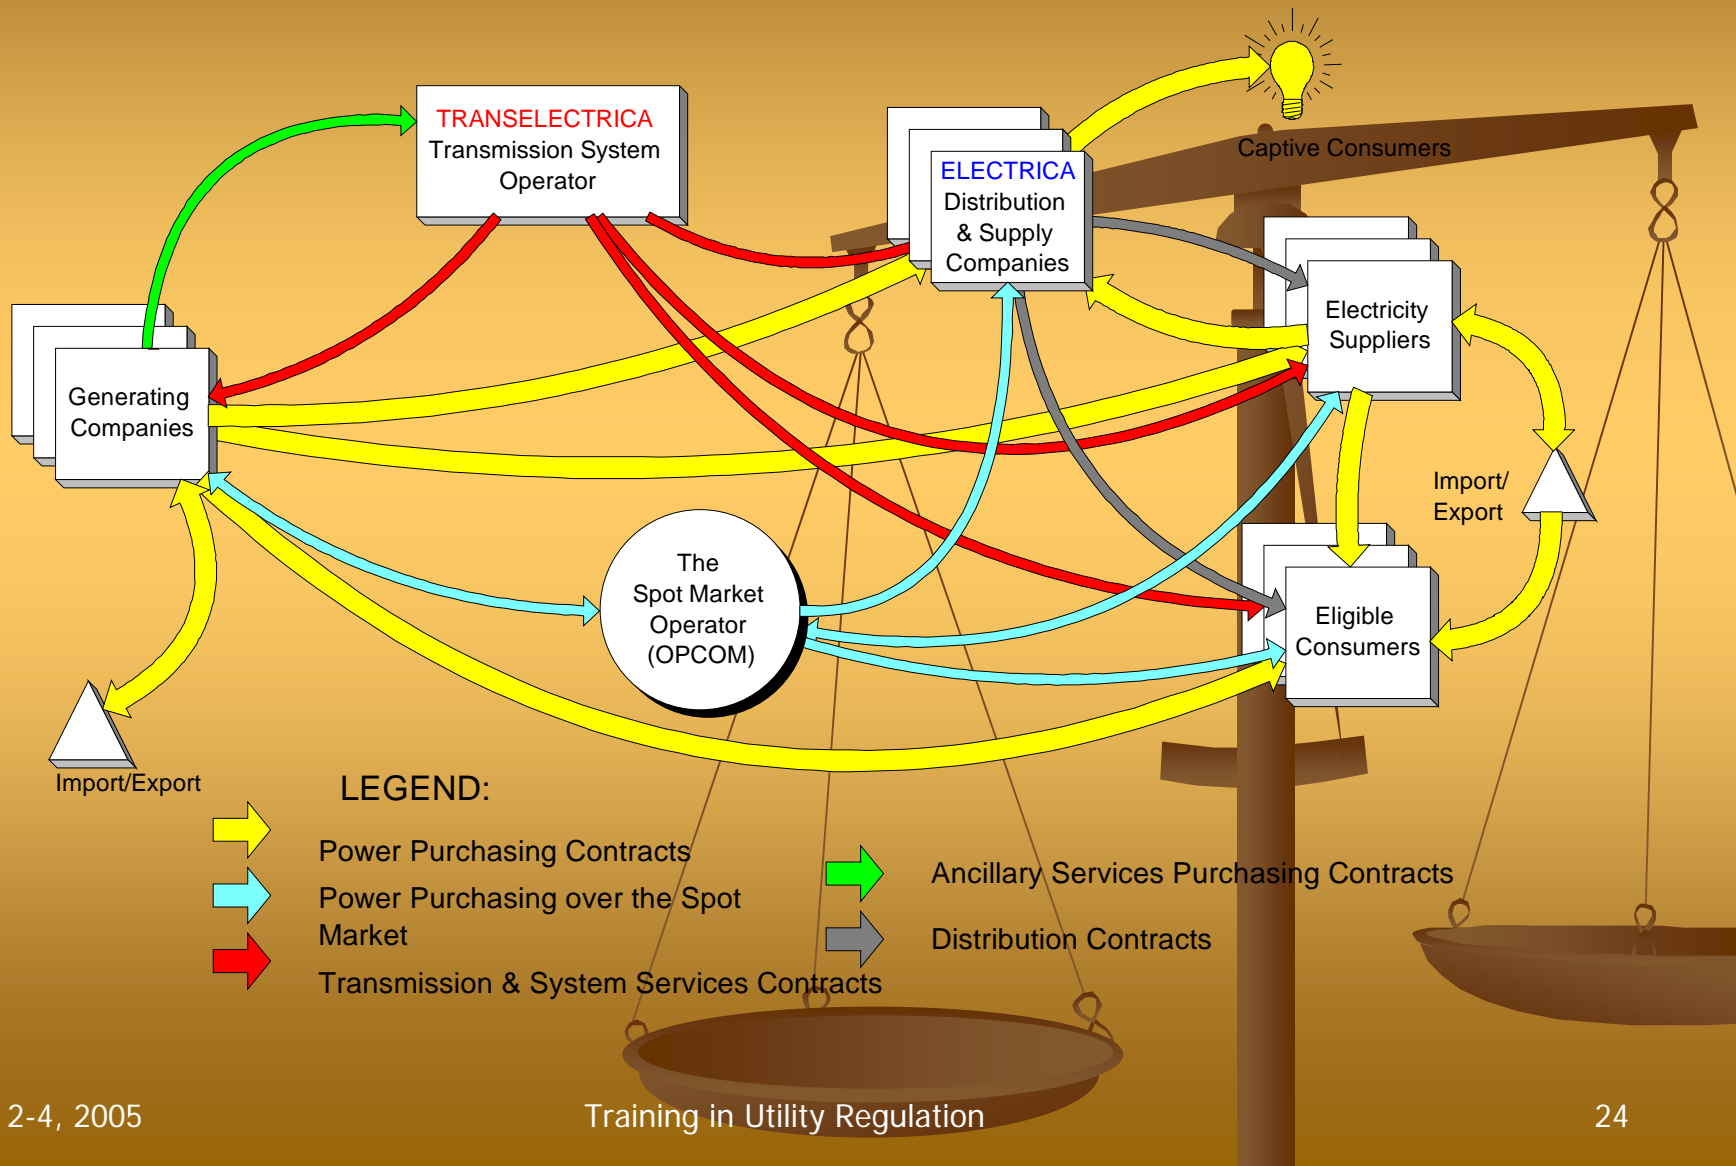 TRANSELECTRICA
Transmission System
Operator
ELECTRICA
Distribution
& Supply
Companies
Captive Consumers
Electricity
Suppliers
Generating
Companies
Import/
Export
The
Spot Market
Operator
(OPCOM)
Eligible
Consumers
Import/Export
LEGEND:
Power Purchasing Contracts
Power Purchasing over the Spot
Market
Transmission & System Services Contracts
Ancillary Services Purchasing Contracts
Distribution Contracts
2-4, 2005
Training in Utility Regulation
24